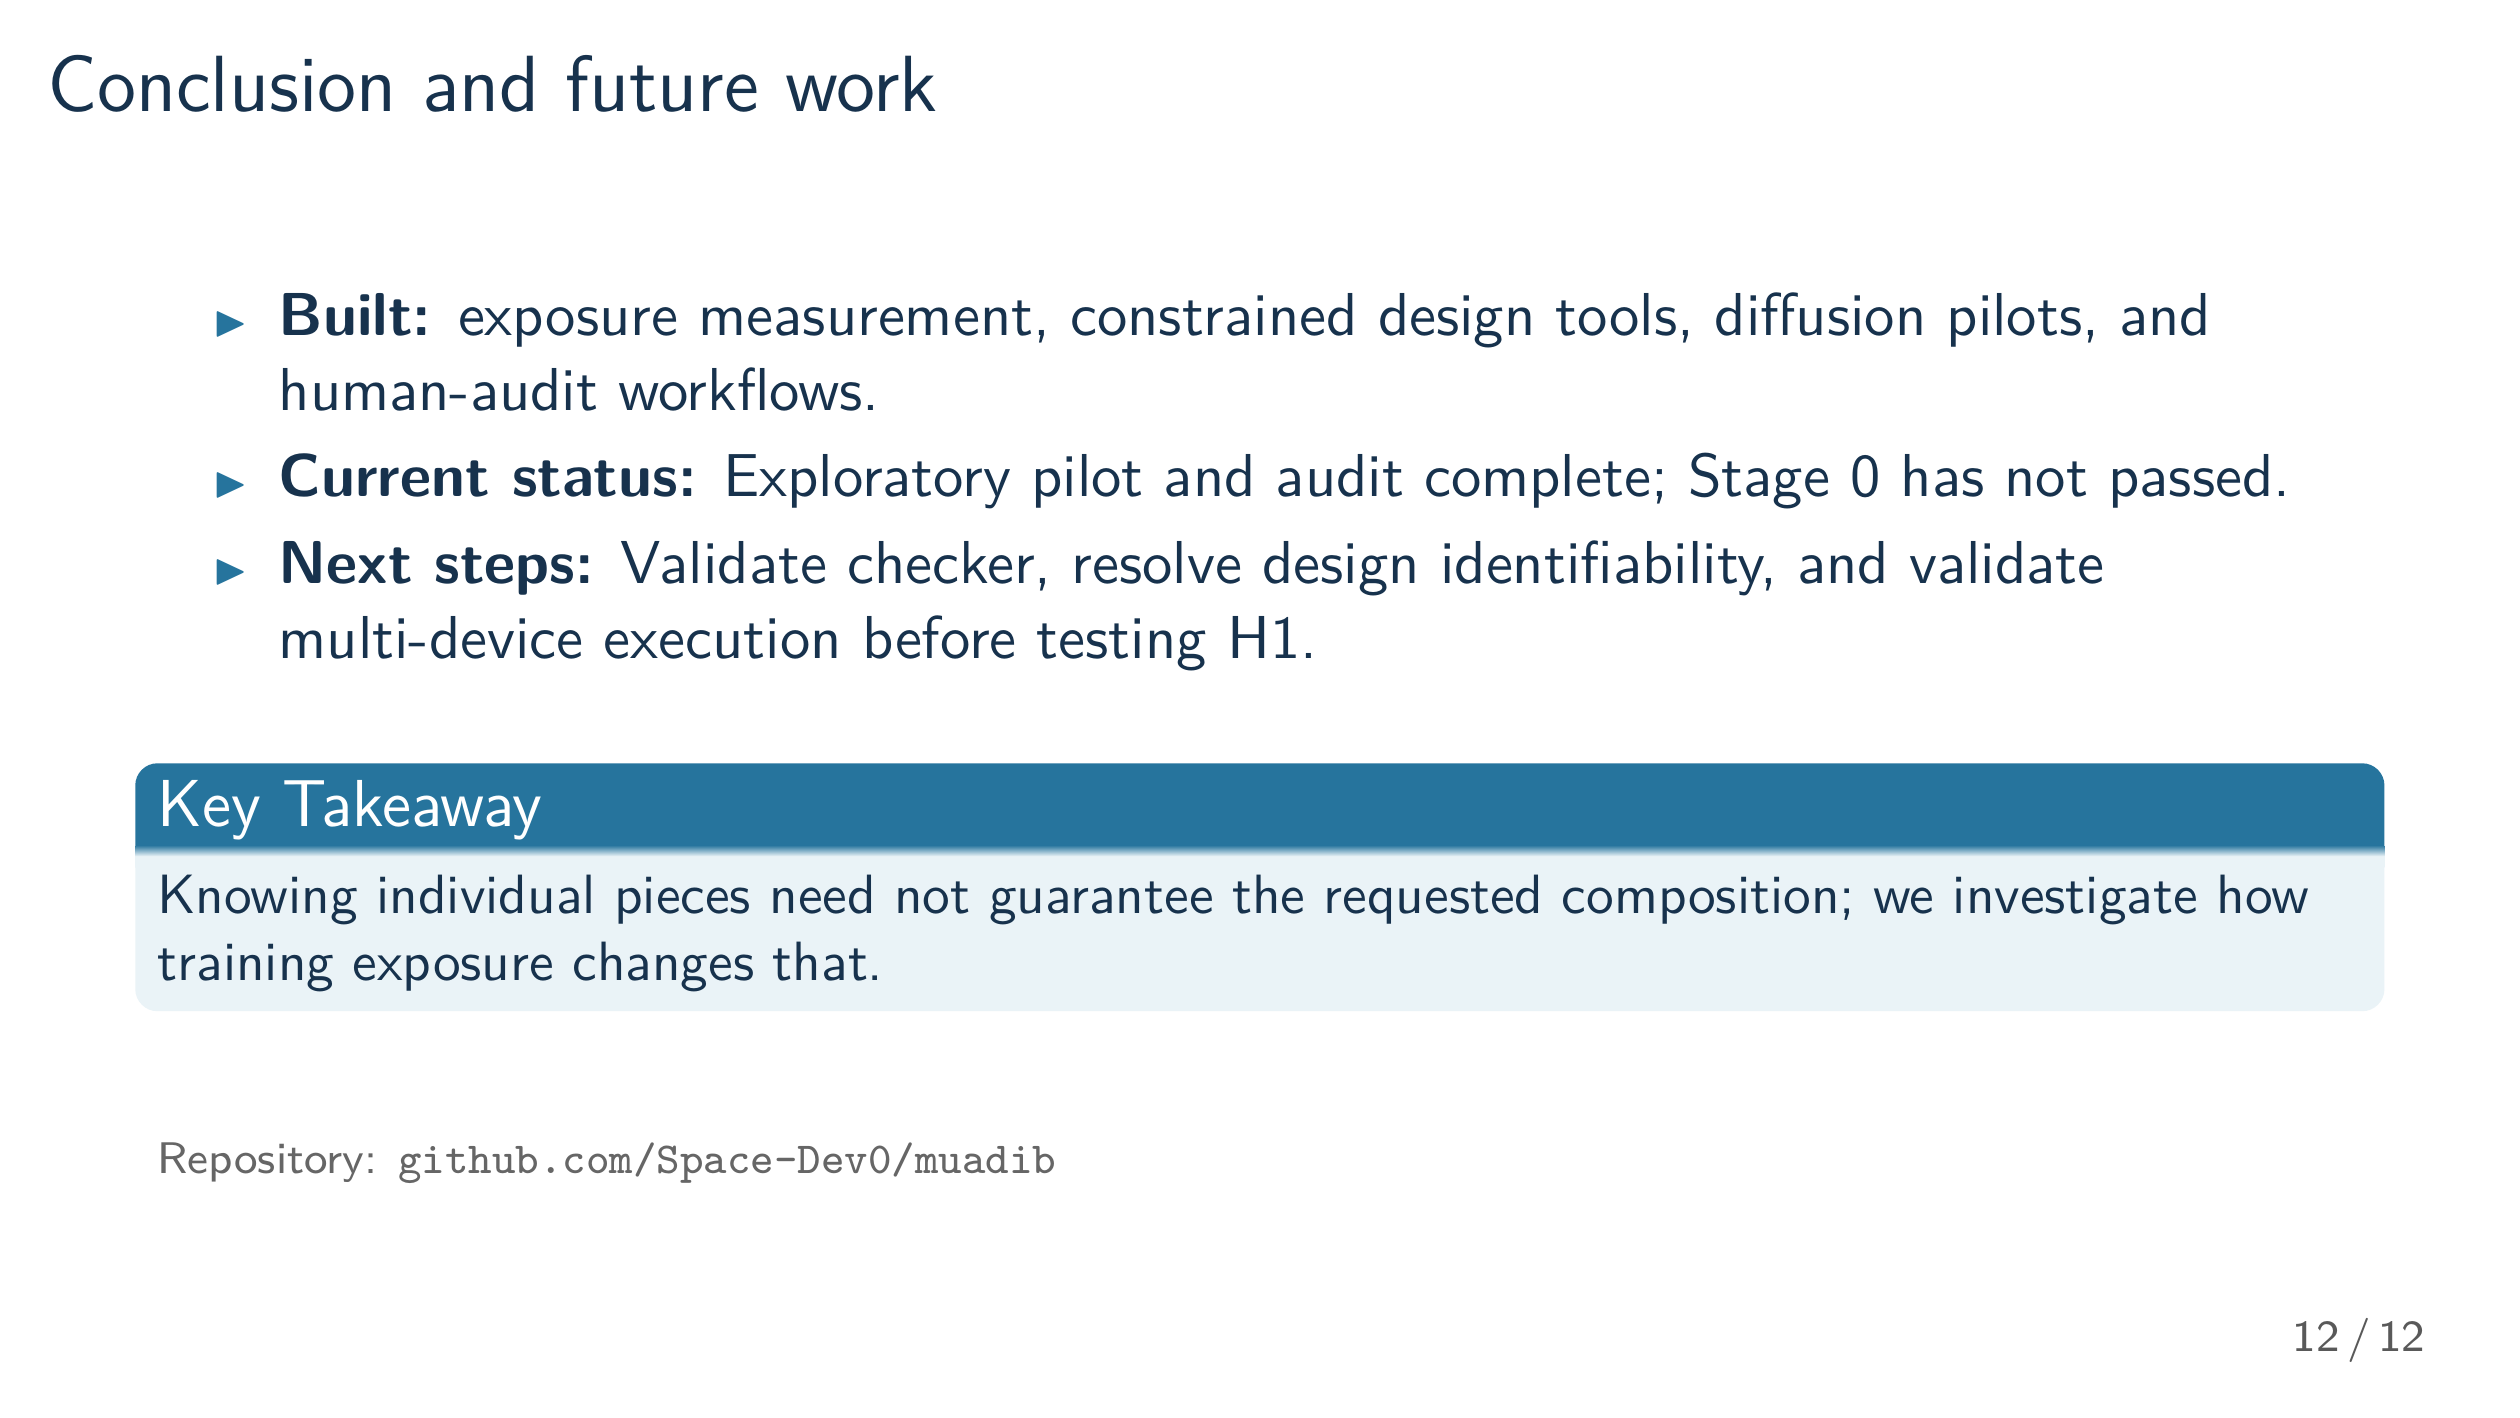 Conclusion and future work
Built: exposure measurement, constrained design tools, diffusion pilots, and
human-audit workflows.
Current status: Exploratory pilot and audit complete; Stage 0 has not passed.
Next steps: Validate checker, resolve design identifiability, and validate
multi-device execution before testing H1.
Key Takeaway
Knowing individual pieces need not guarantee the requested composition; we investigate how
training exposure changes that.
Repository: github.com/Space-Dev0/muadib
12 / 12